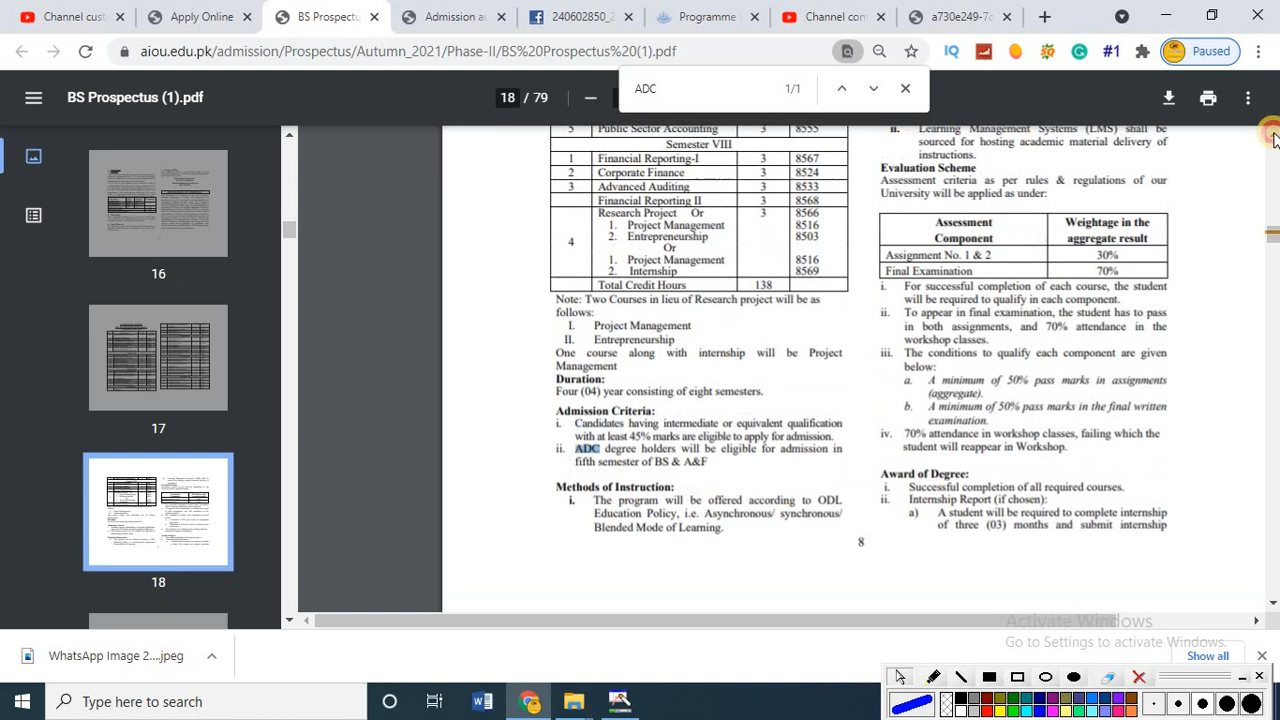 Channel cust
Apply Online
BS Prospectu
Admission au
240602850_2
Programme
Channel con
a730e249-7c
aiou.edu.pk/admission/Prospectus/Autumn_2021/Phase-II/BS%20Prospectus%20(1).pdf
IQ
#1
Paused
BS Prospectus (1).pdf
18 / 79
ADC
1/1
16
17
18
5 Public Sector Accounting 3 8555
Semester VIII
1 Financial Reporting-I 3 8567
2 Corporate Finance 3 8524
3 Advanced Auditing 3 8533
Financial Reporting II 3 8568
4
Research Project Or 3 8566
1. Project Management 8516
2. Entrepreneurship 8503
Or
1. Project Management 8516
2. Internship 8569
Total Credit Hours 138
Note: Two Courses in lieu of Research project will be as
follows:
I. Project Management
II. Entrepreneurship
One course along with internship will be Project
Management
Duration:
Four (04) year consisting of eight semesters.
Admission Criteria:
i. Candidates having intermediate or equivalent qualification
with at least 45% marks are eligible to apply for admission.
ii. ADC degree holders will be eligible for admission in
fifth semester of BS & A&F
Methods of Instruction:
i. The program will be offered according to ODL
Education Policy, i.e. Asynchronous/ synchronous/
Blended Mode of Learning.
ii. Learning Management Systems (LMS) shall be
sourced for hosting academic material delivery of
instructions.
Evaluation Scheme
Assessment criteria as per rules & regulations of our
University will be applied as under:
Assessment Weightage in the
Component aggregate result
Assignment No. 1 & 2 30%
Final Examination 70%
i. For successful completion of each course, the student
will be required to qualify in each component.
ii. To appear in final examination, the student has to pass
in both assignments, and 70% attendance in the
workshop classes.
iii. The conditions to qualify each component are given
below:
a. A minimum of 50% pass marks in assignments
(aggregate).
b. A minimum of 50% pass marks in the final written
examination.
iv. 70% attendance in workshop classes, failing which the
student will reappear in Workshop.
Award of Degree:
i. Successful completion of all required courses.
ii. Internship Report (if chosen):
a) A student will be required to complete internship
of three (03) months and submit internship
8
Activate Windows
Go to Settings to activate Windows.
WhatsApp Image 2....jpeg
Show all
Type here to search